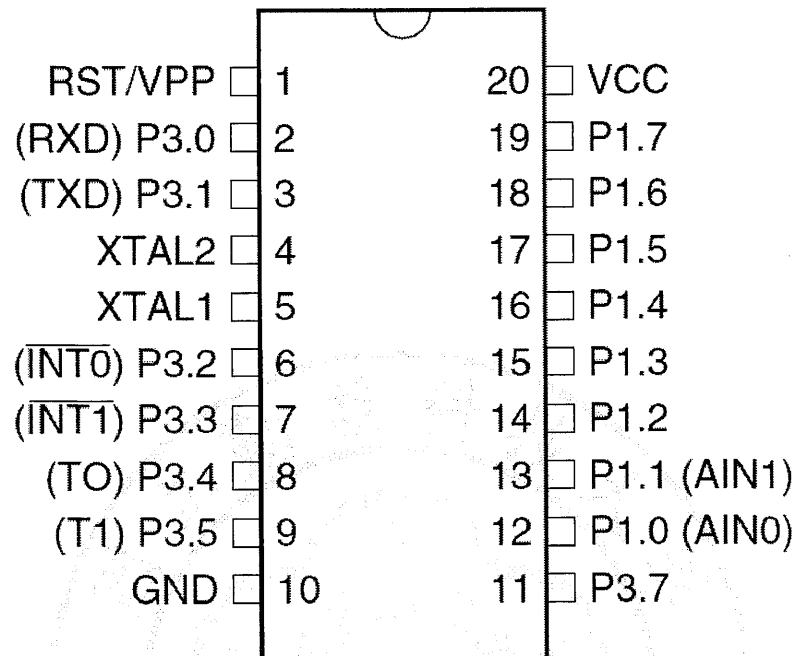 RST/VPP 1 20 VCC
(RXD) P3.0 2 19 P1.7
(TXD) P3.1 3 18 P1.6
XTAL2 4 17 P1.5
XTAL1 5 16 P1.4
(INT0) P3.2 6 15 P1.3
(INT1) P3.3 7 14 P1.2
(TO) P3.4 8 13 P1.1 (AIN1)
(T1) P3.5 9 12 P1.0 (AIN0)
GND 10 11 P3.7